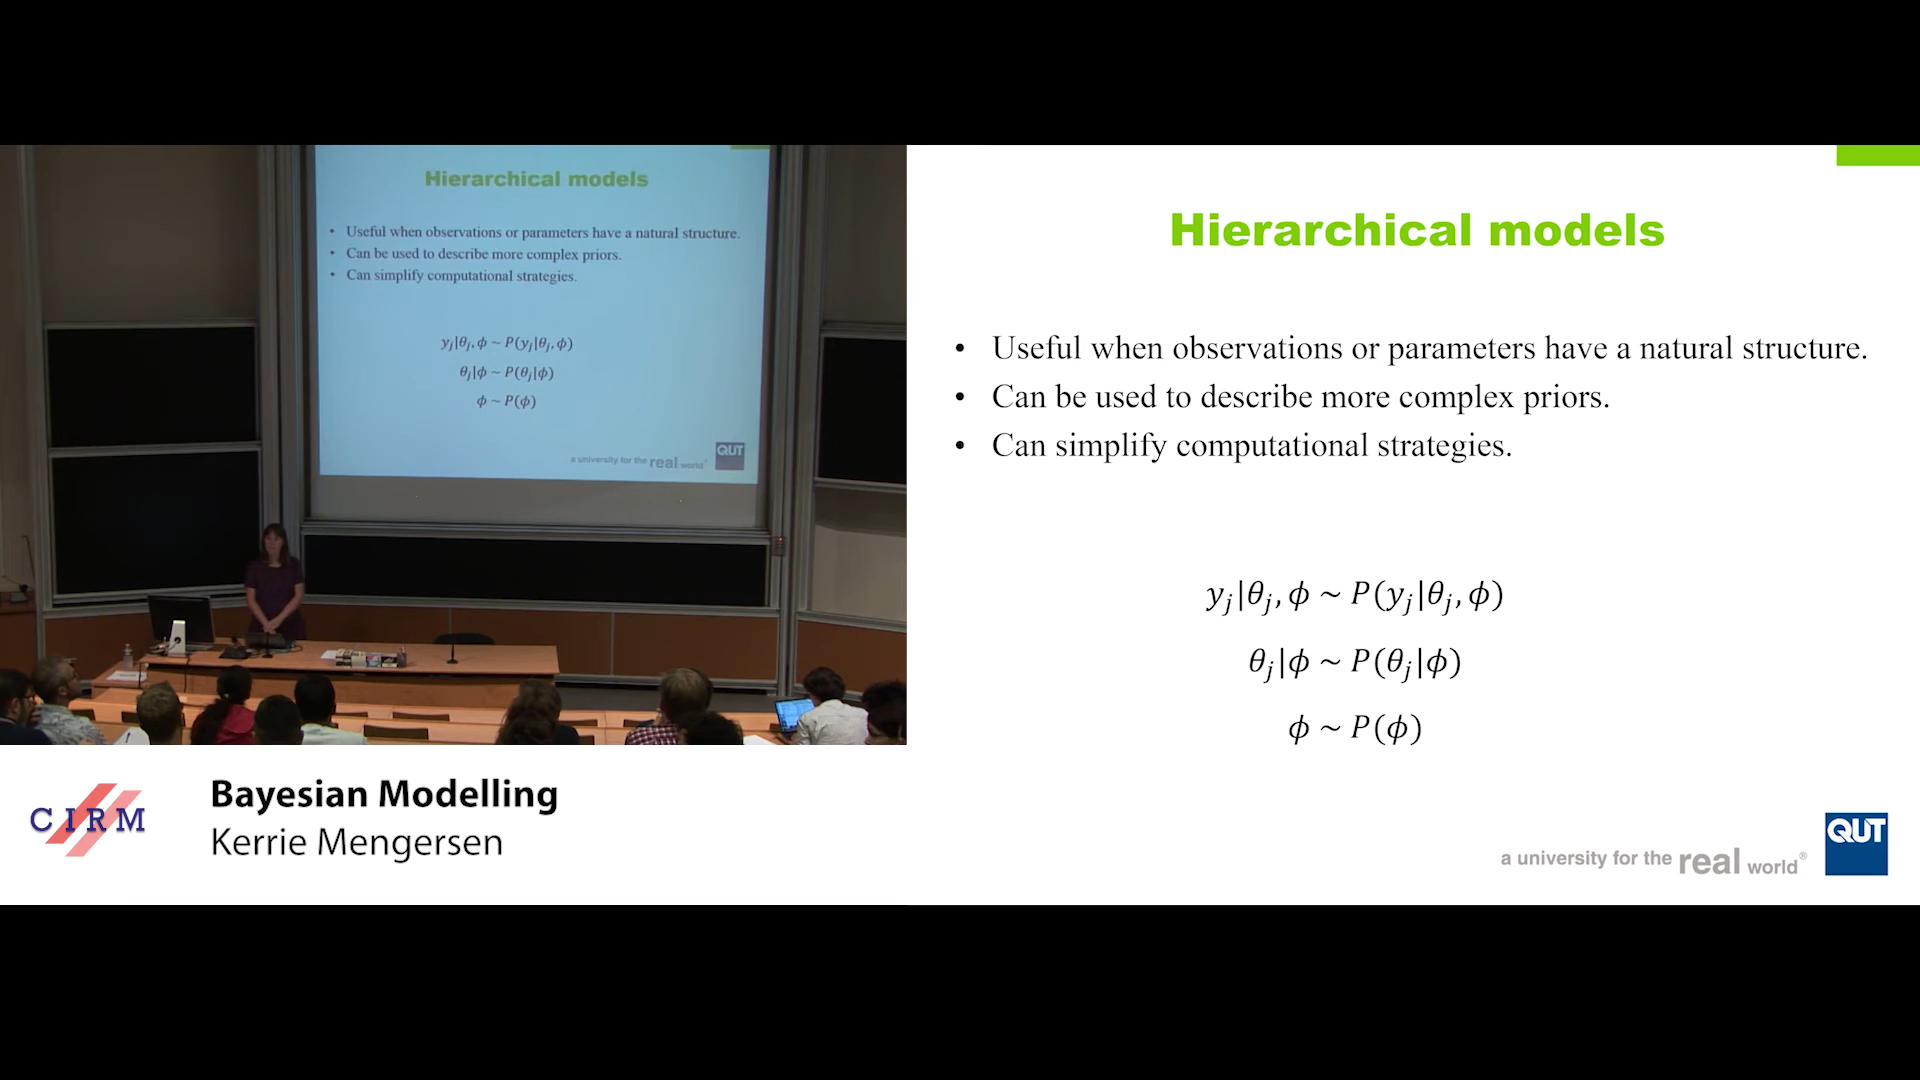 Hierarchical models
• Useful when observations or parameters have a natural structure.
• Can be used to describe more complex priors.
• Can simplify computational strategies.
y_j|θ_j, ϕ ~ P(y_j|θ_j, ϕ)
θ_j|ϕ ~ P(θ_j|ϕ)
ϕ ~ P(ϕ)
a university for the real world®
QUT
Hierarchical models
• Useful when observations or parameters have a natural structure.
• Can be used to describe more complex priors.
• Can simplify computational strategies.
y_j|θ_j, ϕ ~ P(y_j|θ_j, ϕ)
θ_j|ϕ ~ P(θ_j|ϕ)
ϕ ~ P(ϕ)
a university for the real world®
QUT
CIRM
Bayesian Modelling
Kerrie Mengersen